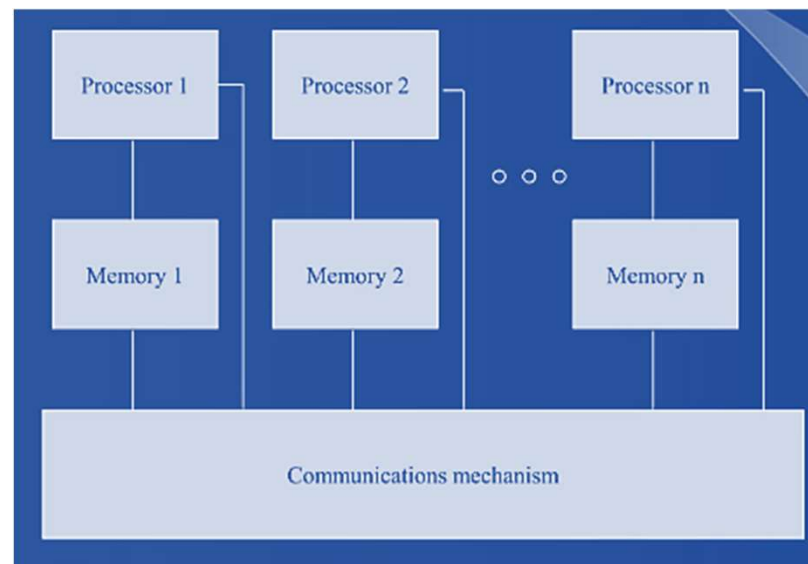 Processor 1
Processor 2
Processor n
Memory 1
Memory 2
Memory n
Communications mechanism